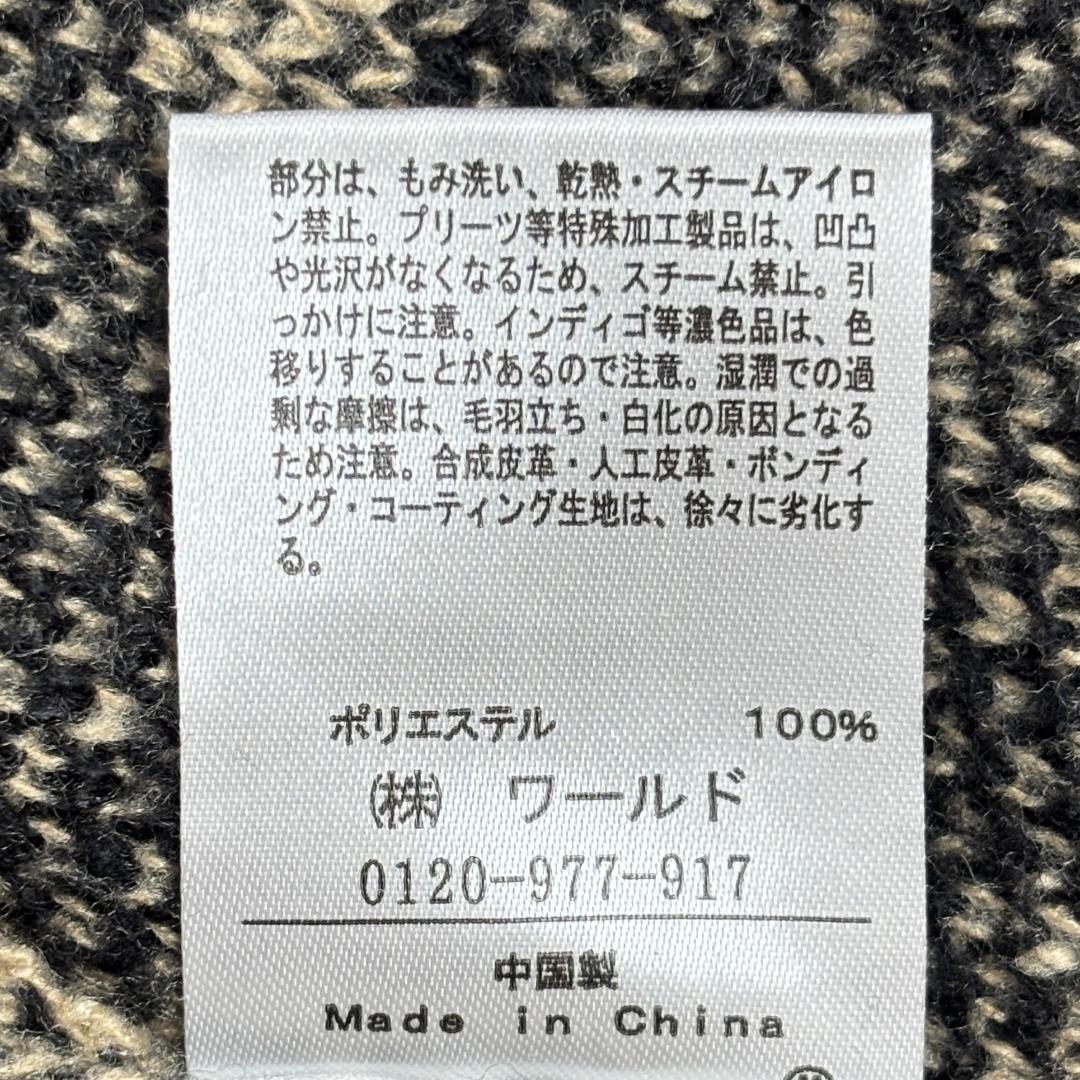 部分は、もみ洗い、乾熱・スチームアイロ
ン禁止。プリーツ等特殊加工製品は、凹凸
や光沢がなくなるため、スチーム禁止。引
っかけに注意。インディゴ等濃色品は、色
移りすることがあるので注意。湿潤での過
剰な摩擦は、毛羽立ち・白化の原因となる
ため注意。合成皮革・人工皮革・ボンディ
ング・コーティング生地は、徐々に劣化す
る。
ポリエステル 100%
㈱ ワールド
0120-977-917
中国製
Made in China